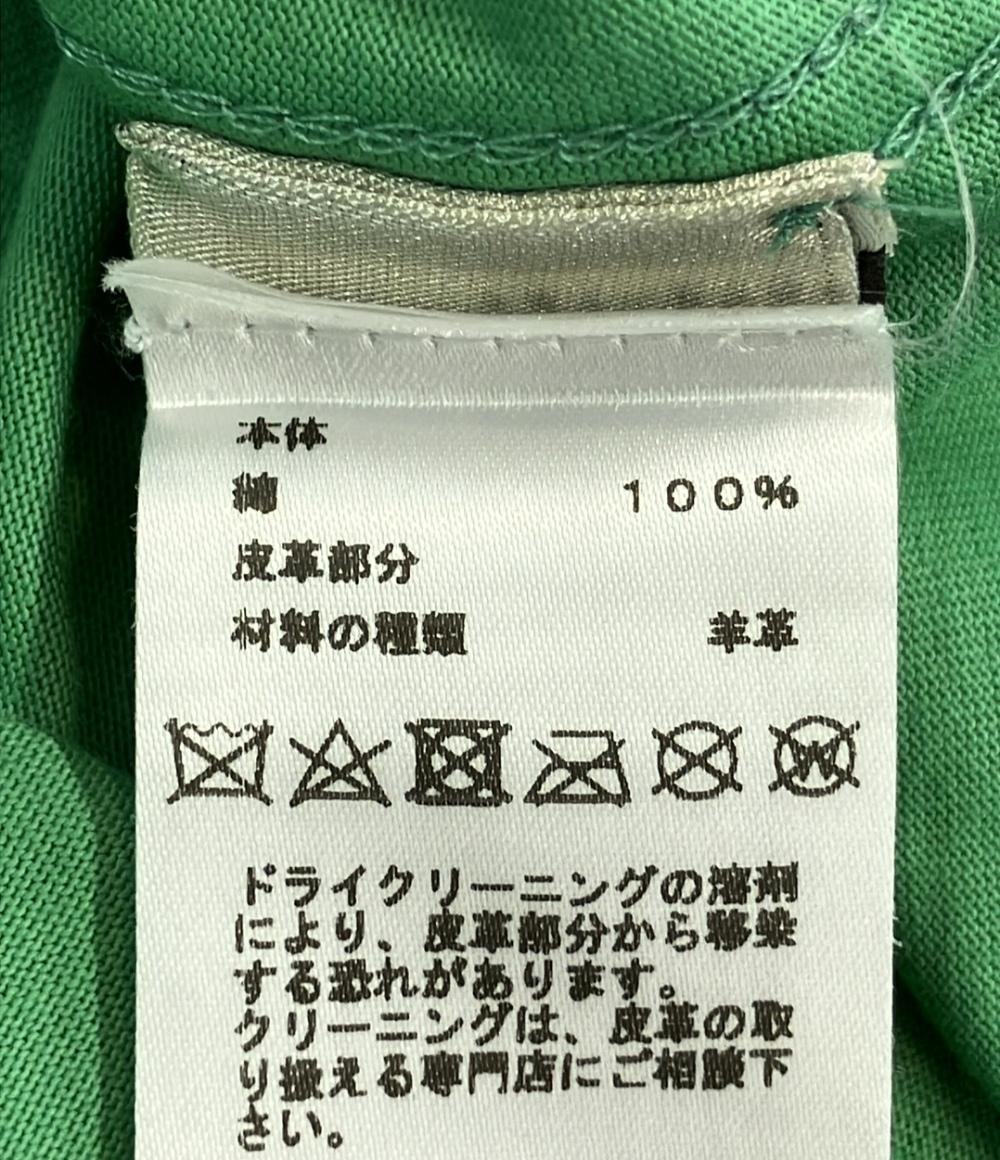 本体
綿 １００％
皮革部分
材料の種類 羊革
ドライクリーニングの溶剤
により、皮革部分から移染
する恐れがあります。
クリーニングは、皮革の取
り扱える専門店にご相談下
さい。